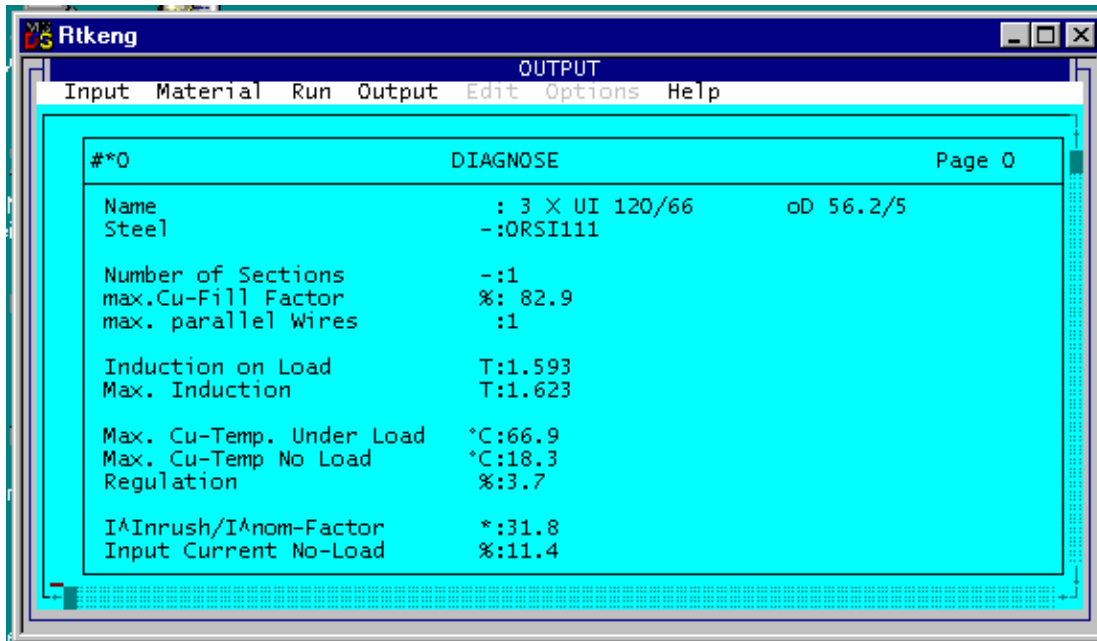 Rtkeng
OUTPUT
Input Material Run Output Edit Options Help
#*0 DIAGNOSE Page 0
Name : 3 X UI 120/66 oD 56.2/5
Steel -:ORSI111
Number of Sections -:1
max.Cu-Fill Factor %: 82.9
max. parallel Wires :1
Induction on Load T:1.593
Max. Induction T:1.623
Max. Cu-Temp. Under Load °C:66.9
Max. Cu-Temp No Load °C:18.3
Regulation %:3.7
I^Inrush/I^nom-Factor *:31.8
Input Current No-Load %:11.4